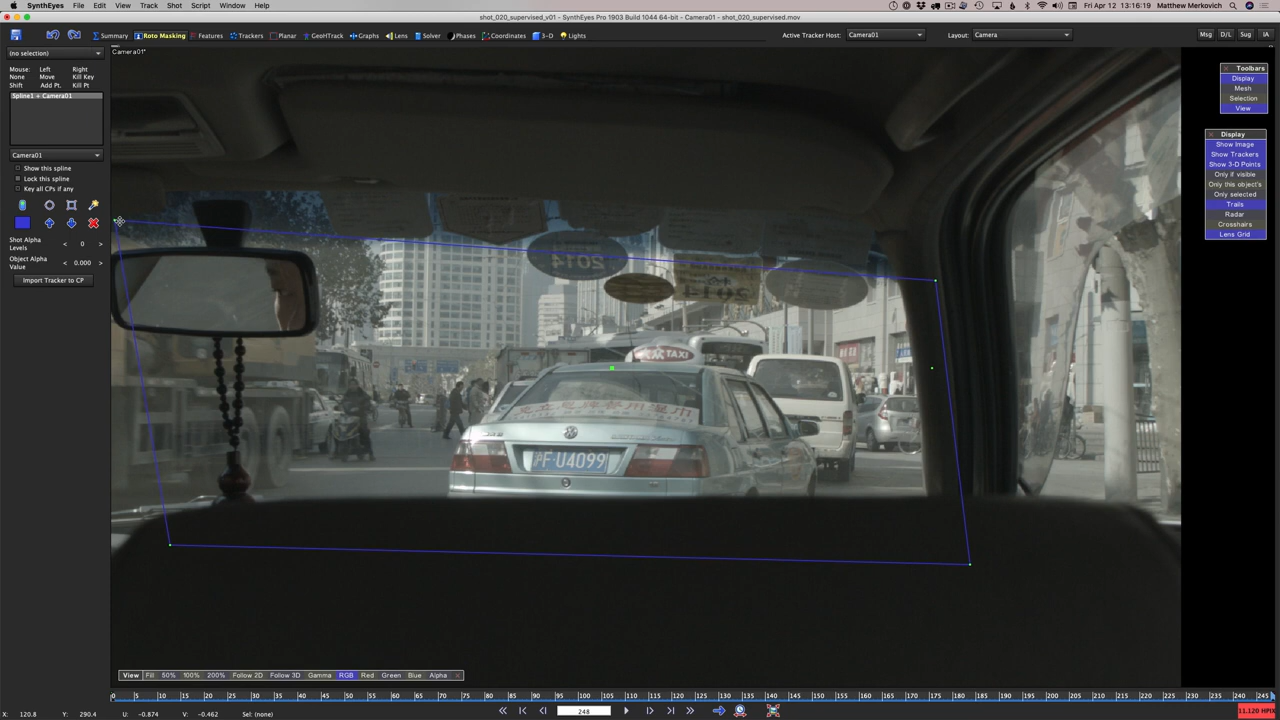 SynthEyes File Edit View Track Shot Script Window Help
Fri Apr 12 13:16:19 Matthew Merkovich
shot_020_supervised_v01 - SynthEyes Pro 1903 Build 1044 64-bit - Camera01 - shot_020_supervised.mov
Summary Roto Masking Features Trackers Planar GeoHTrack Graphs Lens Solver Phases Coordinates 3-D Lights
Active Tracker Host: Camera01 Layout: Camera
Msg D/L Sug IA
(no selection)
Camera01*
Mouse: Left Right
None Move Kill Key
Shift Add Pt. Kill Pt
Spline1 + Camera01
Camera01
Show this spline
Lock this spline
Key all CPs if any
Shot Alpha Levels < 0 >
Object Alpha Value < 0.000 >
Import Tracker to CP
Toolbars
Display
Mesh
Selection
View
Display
Show Image
Show Trackers
Show 3-D Points
Only if visible
Only this object's
Only selected
Trails
Radar
Crosshairs
Lens Grid
TAXI
沪F·U4099
View Fill 50% 100% 200% Follow 2D Follow 3D Gamma RGB Red Green Blue Alpha ×
0 5 10 15 20 25 30 35 40 45 50 55 60 65 70 75 80 85 90 95 100 105 110 115 120 125 130 135 140 145 150 155 160 165 170 175 180 185 190 195 200 205 210 215 220 225 230 235 240 245
X: 120.8 Y: 290.4 U: -0.874 V: -0.462 Sel: (none)
248
11.120 HPIX